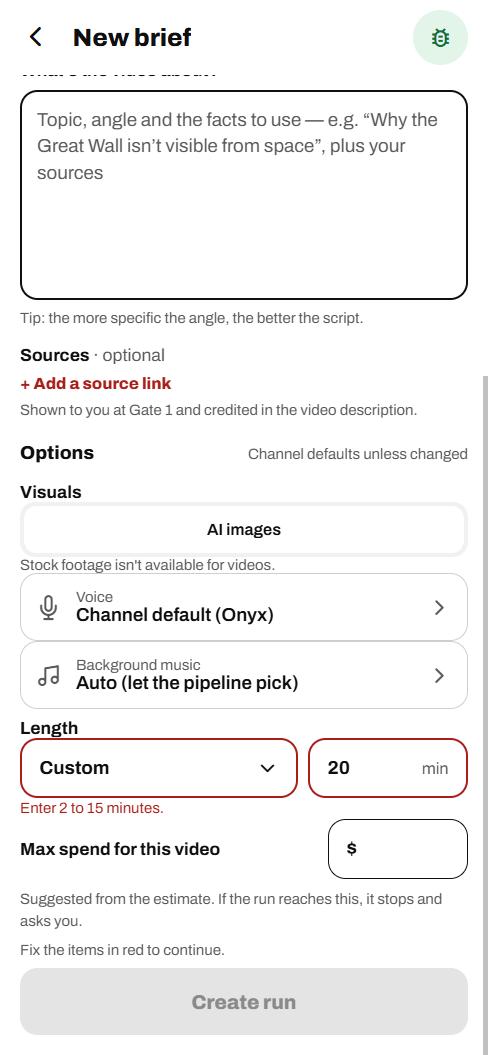 New brief
Topic, angle and the facts to use — e.g. “Why the
Great Wall isn’t visible from space”, plus your
sources
Tip: the more specific the angle, the better the script.
Sources · optional
+ Add a source link
Shown to you at Gate 1 and credited in the video description.
Options
Channel defaults unless changed
Visuals
AI images
Stock footage isn't available for videos.
Voice
Channel default (Onyx)
Background music
Auto (let the pipeline pick)
Length
Custom
20 min
Enter 2 to 15 minutes.
Max spend for this video
$
Suggested from the estimate. If the run reaches this, it stops and
asks you.
Fix the items in red to continue.
Create run